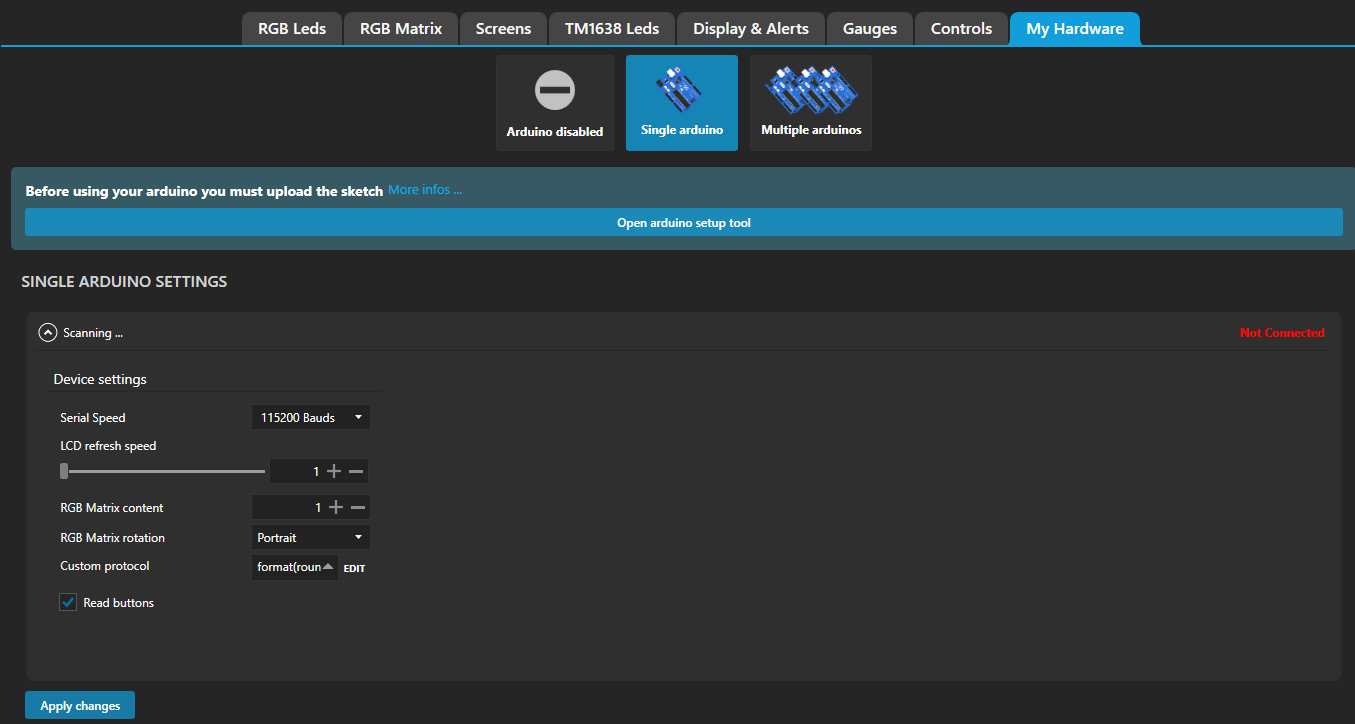 RGB Leds
RGB Matrix
Screens
TM1638 Leds
Display & Alerts
Gauges
Controls
My Hardware
Arduino disabled
Single arduino
Multiple arduinos
Before using your arduino you must upload the sketch More infos ...
Open arduino setup tool
SINGLE ARDUINO SETTINGS
Scanning ...
Not Connected
Device settings
Serial Speed
115200 Bauds
LCD refresh speed
1
RGB Matrix content
1
RGB Matrix rotation
Portrait
Custom protocol
format(roun
EDIT
Read buttons
Apply changes